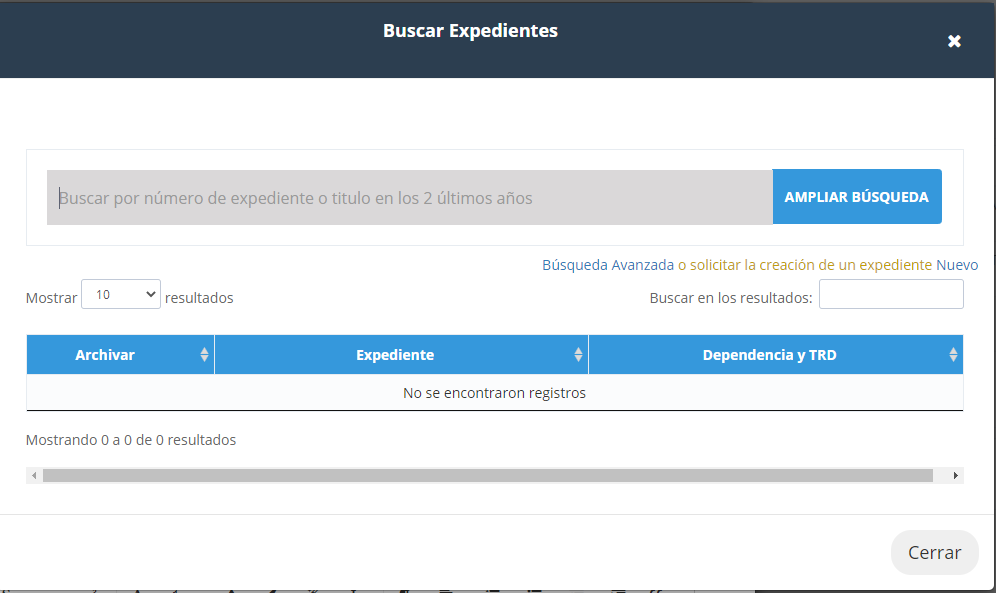 Buscar Expedientes
Buscar por número de expediente o titulo en los 2 últimos años
AMPLIAR BÚSQUEDA
Búsqueda Avanzada o solicitar la creación de un expediente Nuevo
Mostrar 10 resultados
Buscar en los resultados:
Archivar Expediente Dependencia y TRD
No se encontraron registros
Mostrando 0 a 0 de 0 resultados
Cerrar